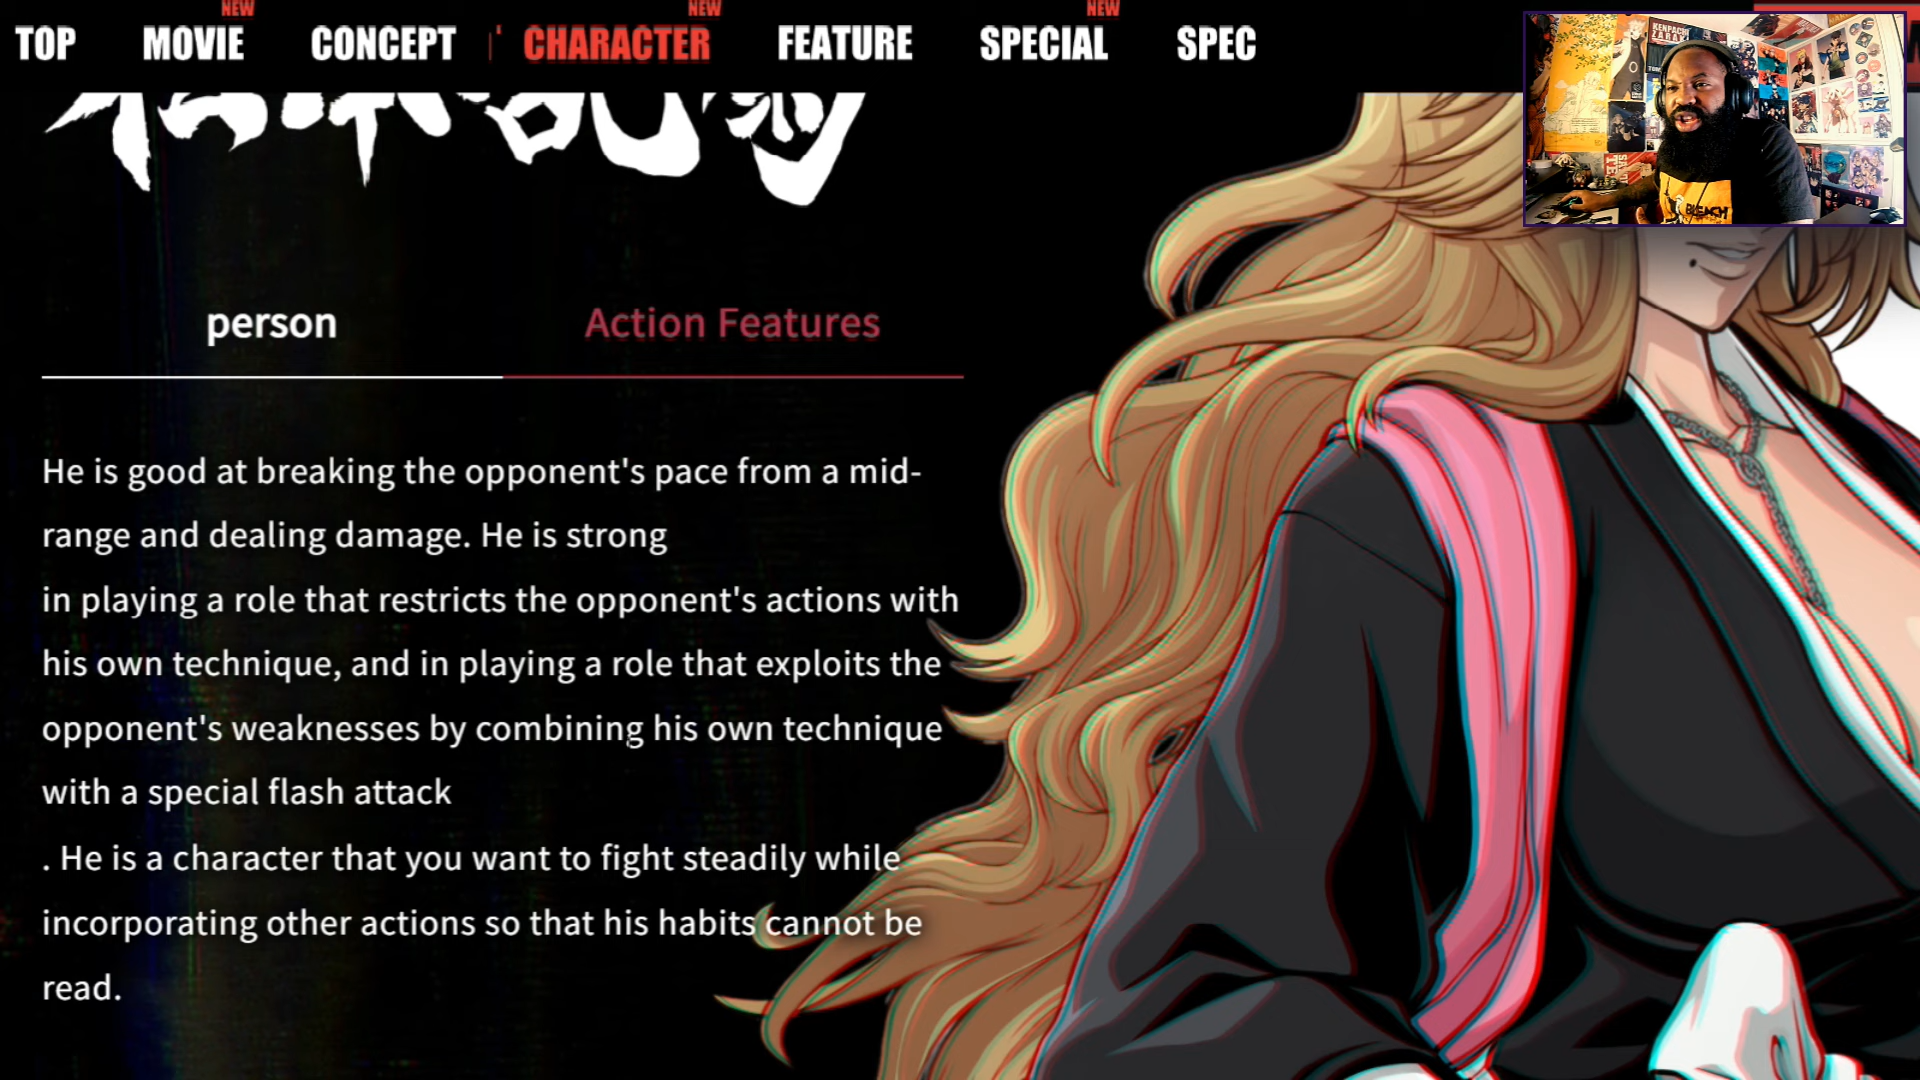 NEW NEW NEW
TOP MOVIE CONCEPT CHARACTER FEATURE SPECIAL SPEC
KENPACHI
ZARAKI
BLEACH
person Action Features
He is good at breaking the opponent's pace from a mid-
range and dealing damage. He is strong
in playing a role that restricts the opponent's actions with
his own technique, and in playing a role that exploits the
opponent's weaknesses by combining his own technique
with a special flash attack
. He is a character that you want to fight steadily while
incorporating other actions so that his habits cannot be
read.